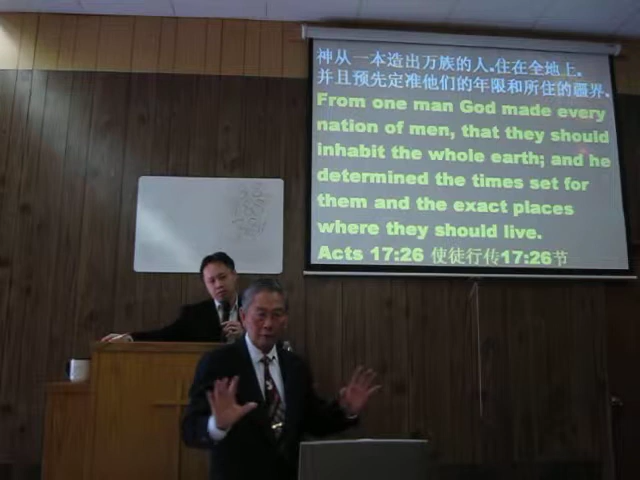 神从一本造出万族的人.住在全地上.
并且预先定准他们的年限和所住的疆界.
From one man God made every
nation of men, that they should
inhabit the whole earth; and he
determined the times set for
them and the exact places
where they should live.
Acts 17:26 使徒行传17:26节